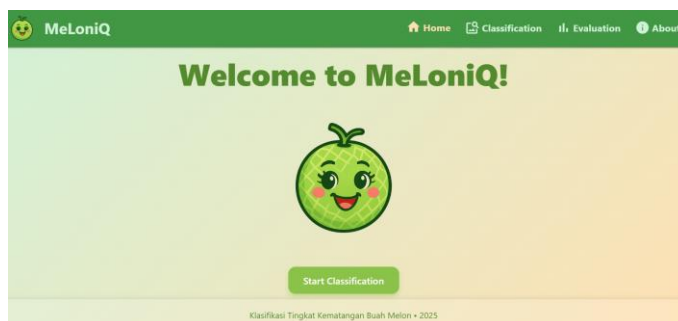 MeLoniQ Home Classification Evaluation About
Welcome to MeLoniQ!
Start Classification
Klasifikasi Tingkat Kematangan Buah Melon • 2025